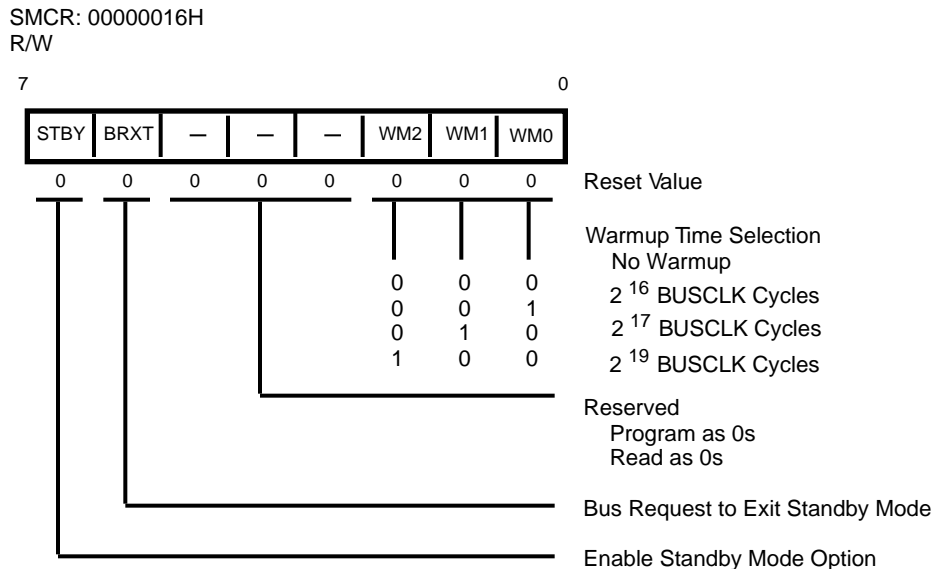 SMCR: 00000016H
R/W
7 0
STBY BRXT — — — WM2 WM1 WM0
0 0 0 0 0 0 0 0 Reset Value
Warmup Time Selection
No Warmup
0 0 0
2 16 BUSCLK Cycles
0 0 1
2 17 BUSCLK Cycles
0 1 0
2 19 BUSCLK Cycles
1 0 0
Reserved
Program as 0s
Read as 0s
Bus Request to Exit Standby Mode
Enable Standby Mode Option